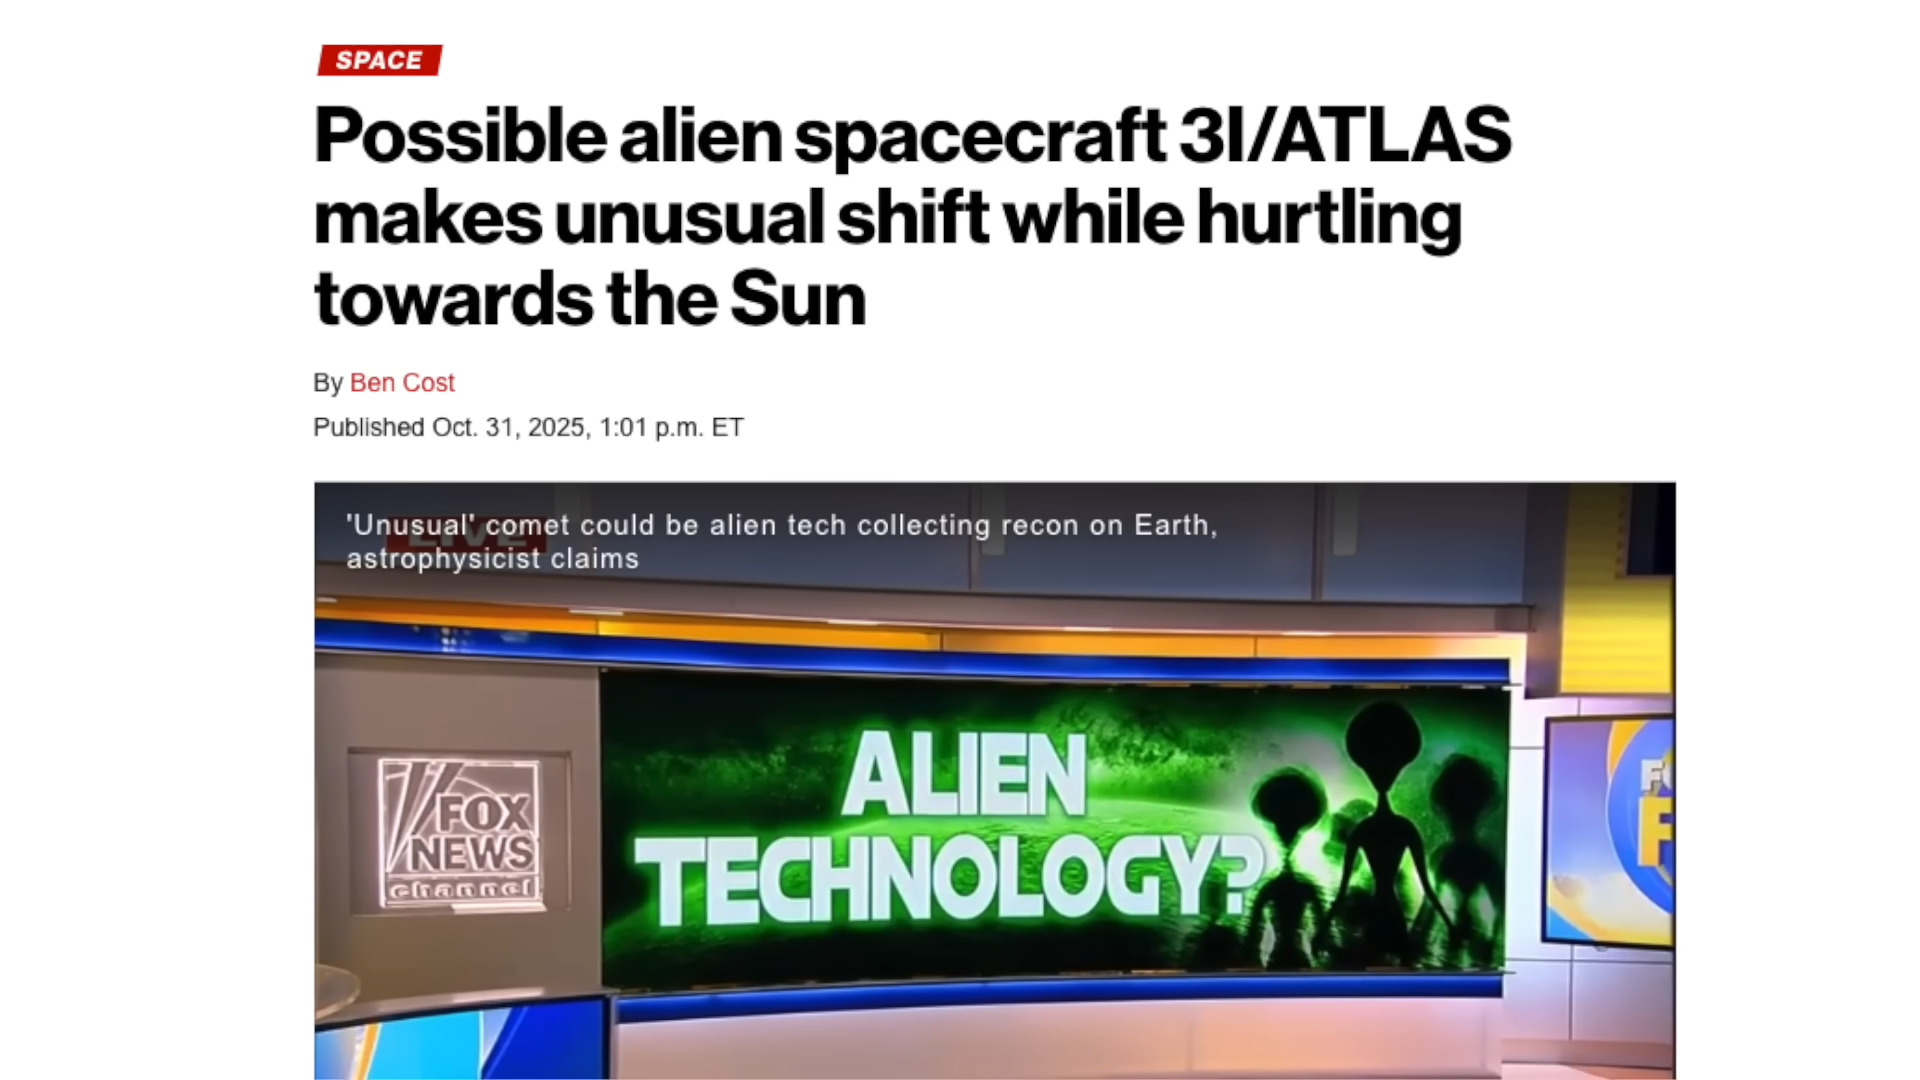 SPACE
Possible alien spacecraft 3I/ATLAS
makes unusual shift while hurtling
towards the Sun
By Ben Cost
Published Oct. 31, 2025, 1:01 p.m. ET
'Unusual' comet could be alien tech collecting recon on Earth,
astrophysicist claims
LIVE
ALIEN
TECHNOLOGY?
FOX
NEWS
channel